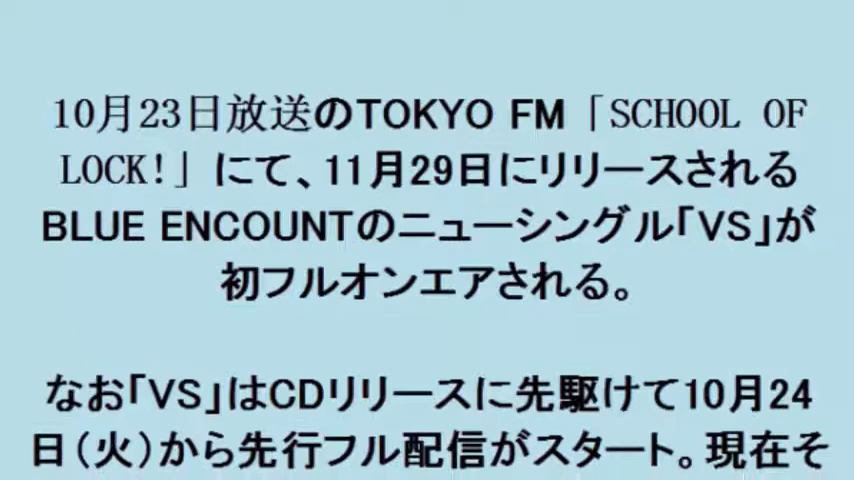 10月23日放送のTOKYO FM「SCHOOL OF
LOCK!」にて、11月29日にリリースされる
BLUE ENCOUNTのニューシングル「VS」が
初フルオンエアされる。
なお「VS」はCDリリースに先駆けて10月24
日（火）から先行フル配信がスタート。現在そ